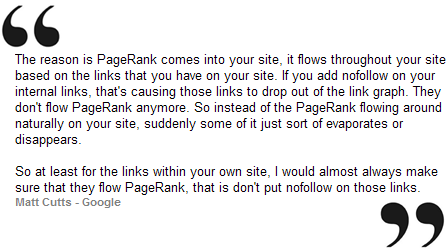 The reason is PageRank comes into your site, it flows throughout your site
based on the links that you have on your site. If you add nofollow on your
internal links, that's causing those links to drop out of the link graph. They
don't flow PageRank anymore. So instead of the PageRank flowing around
naturally on your site, suddenly some of it just sort of evaporates or
disappears.
So at least for the links within your own site, I would almost always make
sure that they flow PageRank, that is don't put nofollow on those links.
Matt Cutts - Google